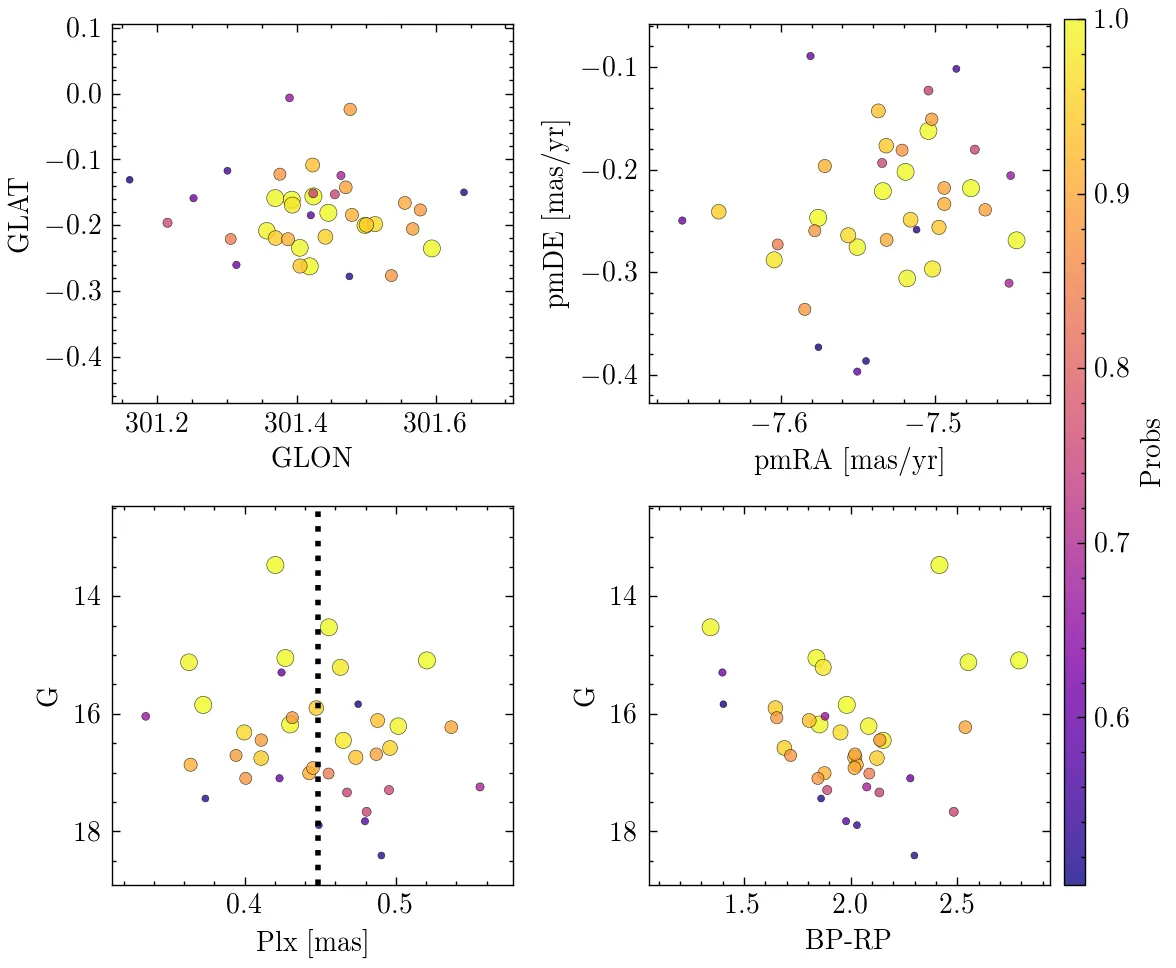 0.1
0.0
−0.1
−0.2
−0.3
−0.4
GLAT
301.2 301.4 301.6
GLON
−0.1
−0.2
−0.3
−0.4
pmDE [mas/yr]
−7.6 −7.5
pmRA [mas/yr]
14
16
18
G
0.4 0.5
Plx [mas]
14
16
18
G
1.5 2.0 2.5
BP-RP
1.0
0.9
0.8
0.7
0.6
Probs